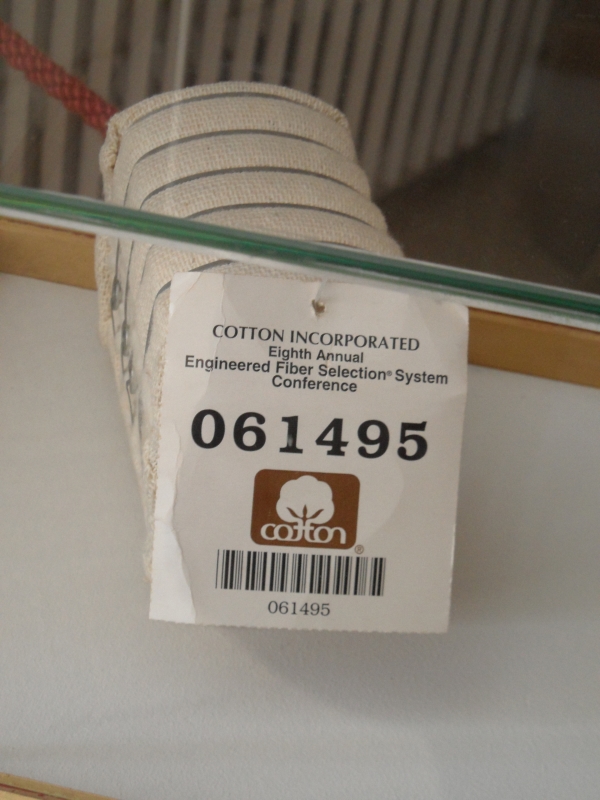 COTTON INCORPORATED
Eighth Annual
Engineered Fiber Selection® System
Conference
061495
cotton
®
061495